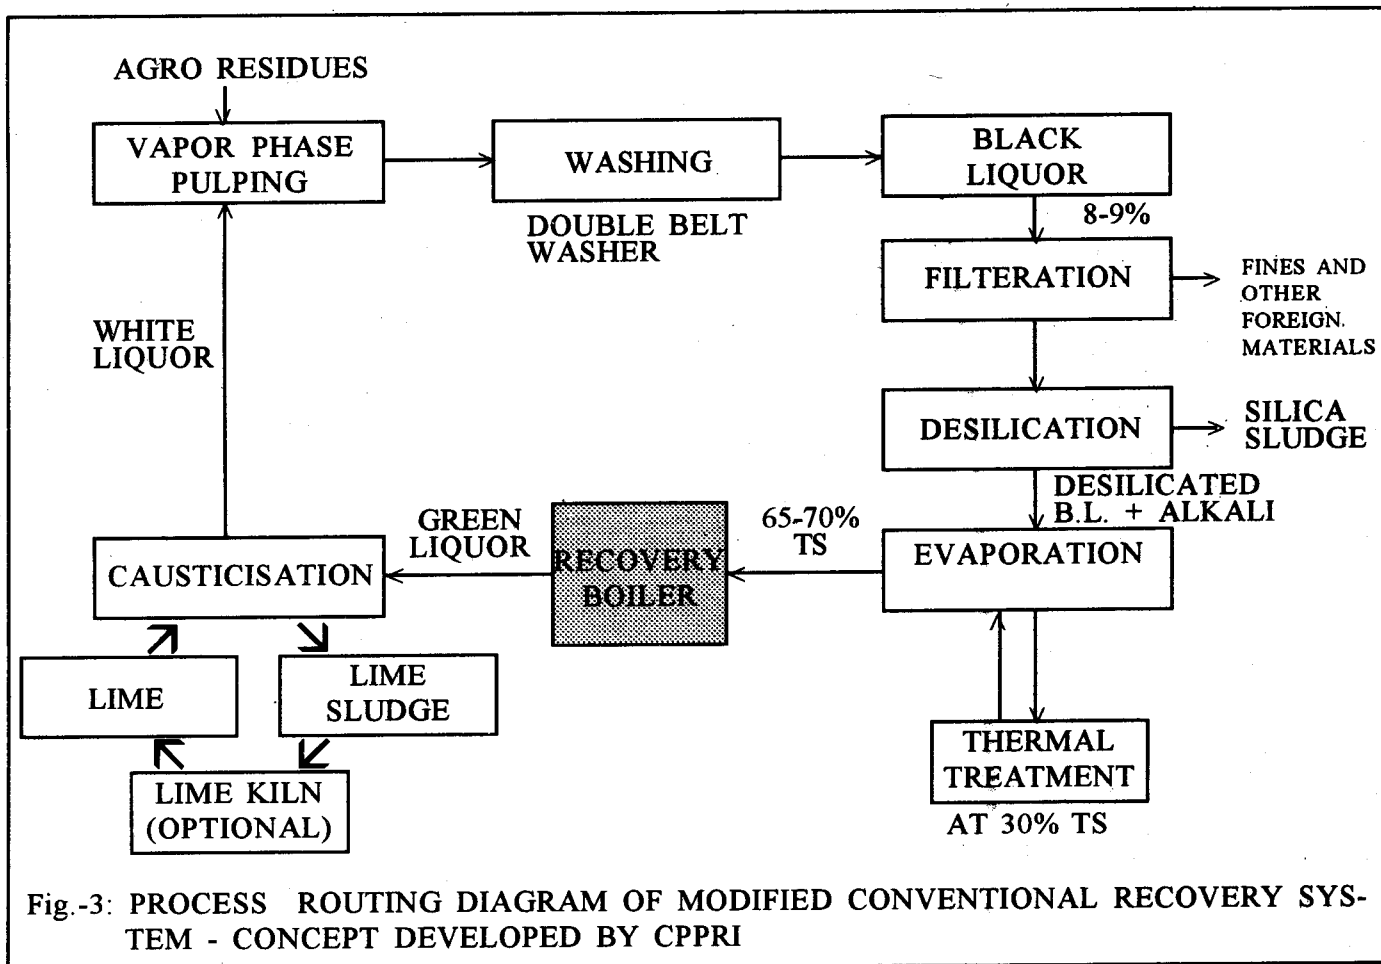 AGRO RESIDUES
VAPOR PHASE
PULPING
WASHING
BLACK
LIQUOR
DOUBLE BELT
WASHER
8-9%
FILTERATION
FINES AND
OTHER
FOREIGN.
MATERIALS
WHITE
LIQUOR
DESILICATION
SILICA
SLUDGE
DESILICATED
B.L. + ALKALI
EVAPORATION
65-70%
TS
RECOVERY
BOILER
GREEN
LIQUOR
CAUSTICISATION
LIME
LIME
SLUDGE
LIME KILN
(OPTIONAL)
THERMAL
TREATMENT
AT 30% TS
Fig.-3: PROCESS ROUTING DIAGRAM OF MODIFIED CONVENTIONAL RECOVERY SYS-
TEM - CONCEPT DEVELOPED BY CPPRI